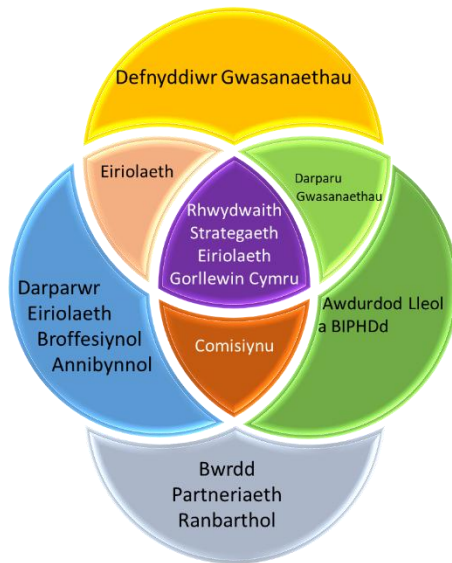 Defnyddiwr Gwasanaethau
Eiriolaeth
Darparu
Gwasanaethau
Rhwydwaith
Strategaeth
Eiriolaeth
Gorllewin Cymru
Darparwr
Eiriolaeth
Broffesiynol
Annibynnol
Awdurdod Lleol
a BIPHDd
Comisiynu
Bwrdd
Partneriaeth
Ranbarthol